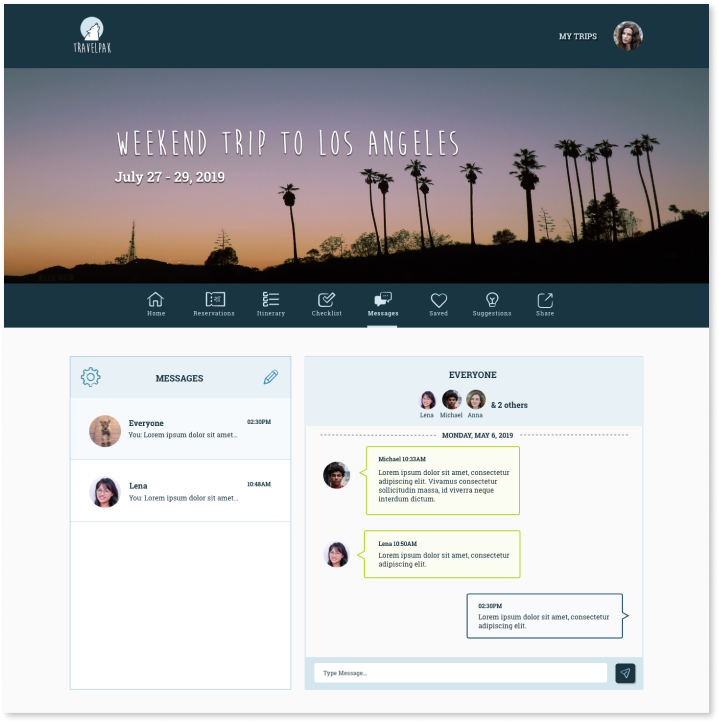 TRAVELPAK
MY TRIPS
WEEKEND TRIP TO LOS ANGELES
July 27 - 29, 2019
Home
Reservations
Itinerary
Checklist
Messages
Saved
Suggestions
Share
MESSAGES
Everyone
02:30PM
You: Lorem ipsum dolor sit amet...
Lena
10:48AM
You: Lorem ipsum dolor sit amet...
EVERYONE
Lena
Michael
Anna
& 2 others
MONDAY, MAY 6, 2019
Michael 10:33AM
Lorem ipsum dolor sit amet, consectetur
adipiscing elit. Vivamus consectetur
sollicitudin massa, id viverra neque
interdum dictum.
Lena 10:50AM
Lorem ipsum dolor sit amet, consectetur
adipiscing elit.
02:30PM
Lorem ipsum dolor sit amet, consectetur
adipiscing elit.
Type Message...